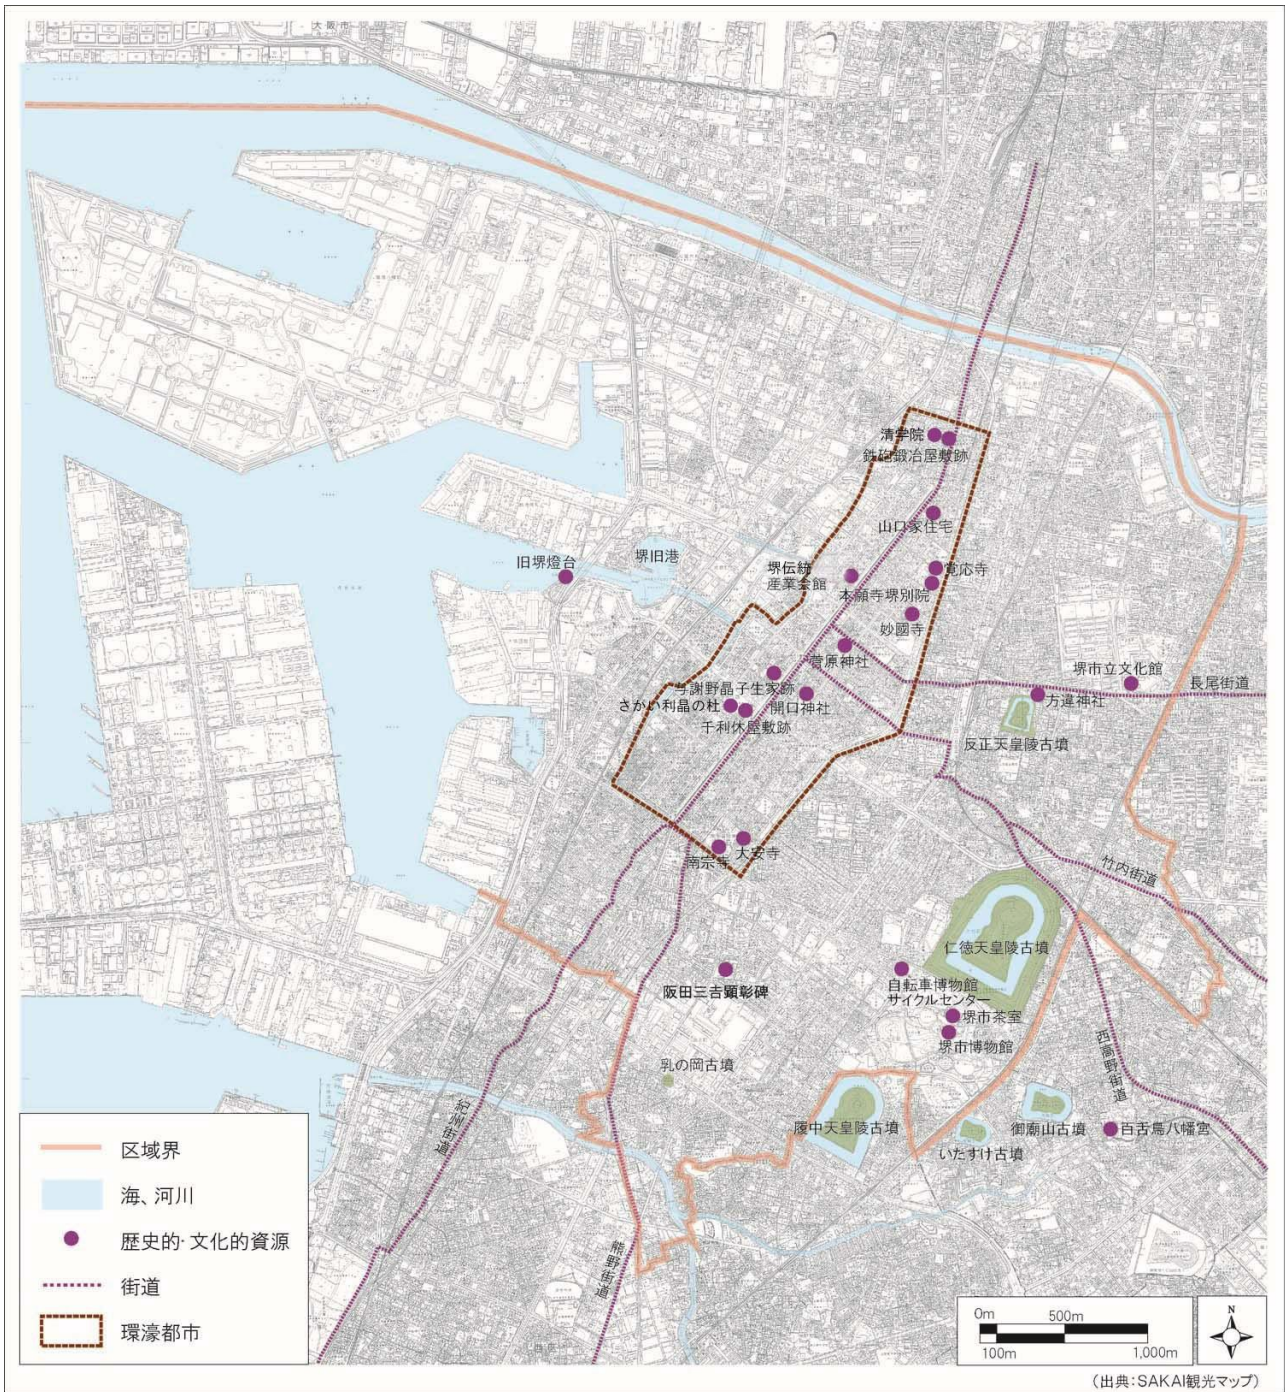 大阪市
清学院
鉄砲鍛冶屋敷跡
山口家住宅
旧堺燈台
堺旧港
堺伝統
産業会館
覚応寺
本願寺堺別院
妙國寺
菅原神社
堺市立文化館
与謝野晶子生家跡
長尾街道
さかい利晶の杜
開口神社
方違神社
千利休屋敷跡
反正天皇陵古墳
南宗寺
大安寺
竹内街道
仁徳天皇陵古墳
阪田三吉顕彰碑
自転車博物館
サイクルセンター
堺市茶室
堺市博物館
西高野街道
乳の岡古墳
紀州街道
履中天皇陵古墳
御廟山古墳
百舌鳥八幡宮
いたすけ古墳
熊野街道
区域界
海、河川
歴史的・文化的資源
街道
環濠都市
0m 500m
100m 1,000m
N
(出典:SAKAI観光マップ)